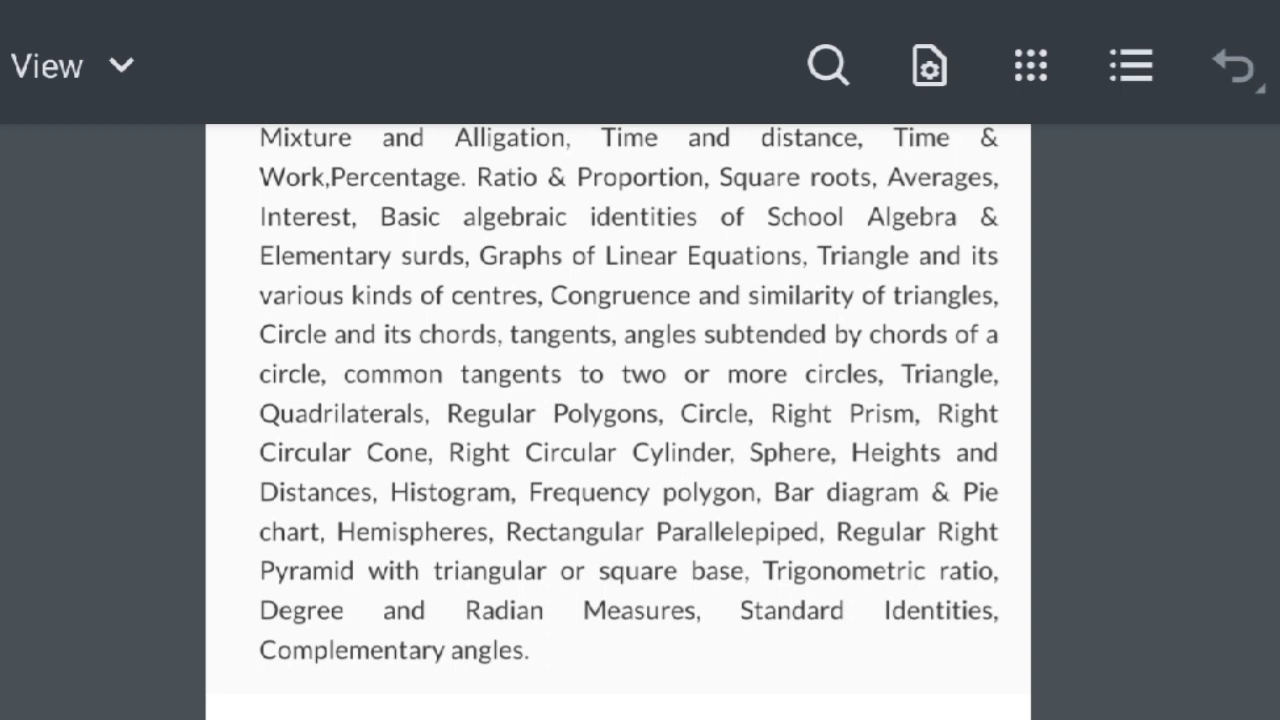 View
Mixture and Alligation, Time and distance, Time &
Work,Percentage. Ratio & Proportion, Square roots, Averages,
Interest, Basic algebraic identities of School Algebra &
Elementary surds, Graphs of Linear Equations, Triangle and its
various kinds of centres, Congruence and similarity of triangles,
Circle and its chords, tangents, angles subtended by chords of a
circle, common tangents to two or more circles, Triangle,
Quadrilaterals, Regular Polygons, Circle, Right Prism, Right
Circular Cone, Right Circular Cylinder, Sphere, Heights and
Distances, Histogram, Frequency polygon, Bar diagram & Pie
chart, Hemispheres, Rectangular Parallelepiped, Regular Right
Pyramid with triangular or square base, Trigonometric ratio,
Degree and Radian Measures, Standard Identities,
Complementary angles.